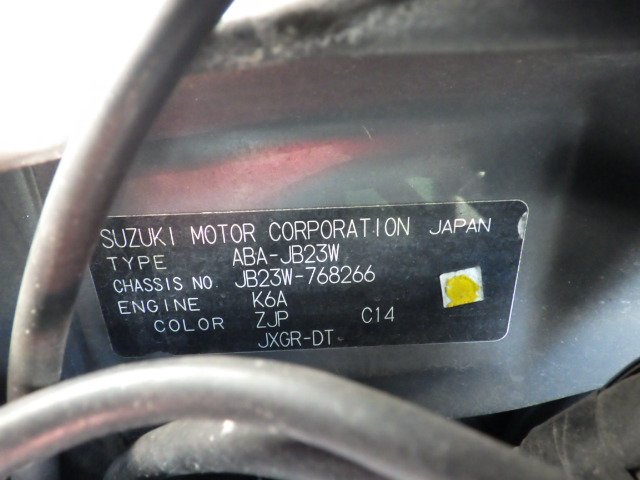 SUZUKI MOTOR CORPORATION JAPAN
TYPE ABA-JB23W
CHASSIS NO. JB23W-768266
ENGINE K6A
COLOR ZJP C14
JXGR-DT